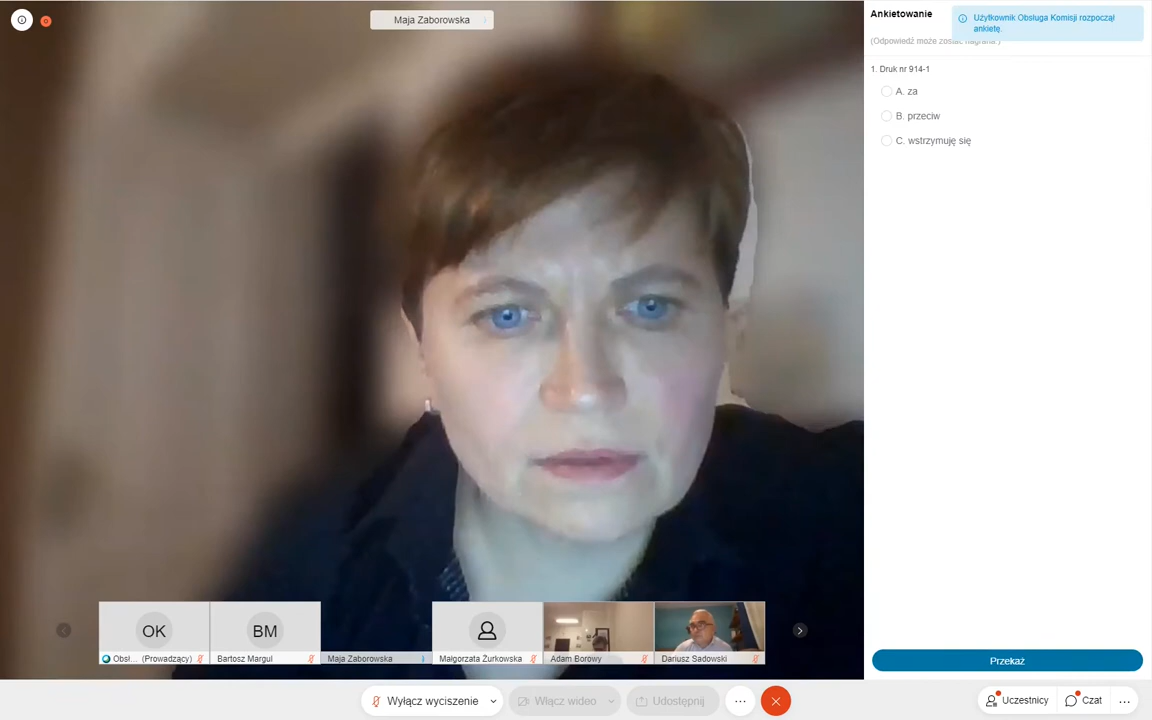 Maja Zaborowska
Ankietowanie
Użytkownik Obsługa Komisji rozpoczął
ankietę.
(Odpowiedź może zostać nagrana )
1. Druk nr 914-1
A. za
B. przeciw
C. wstrzymuję się
OK
BM
Obsł... (Prowadzący)
Bartosz Margul
Maja Zaborowska
Małgorzata Żurkowska
Adam Borowy
Dariusz Sadowski
Przekaż
Wyłącz wyciszenie
Włącz wideo
Udostępnij
Uczestnicy
Czat